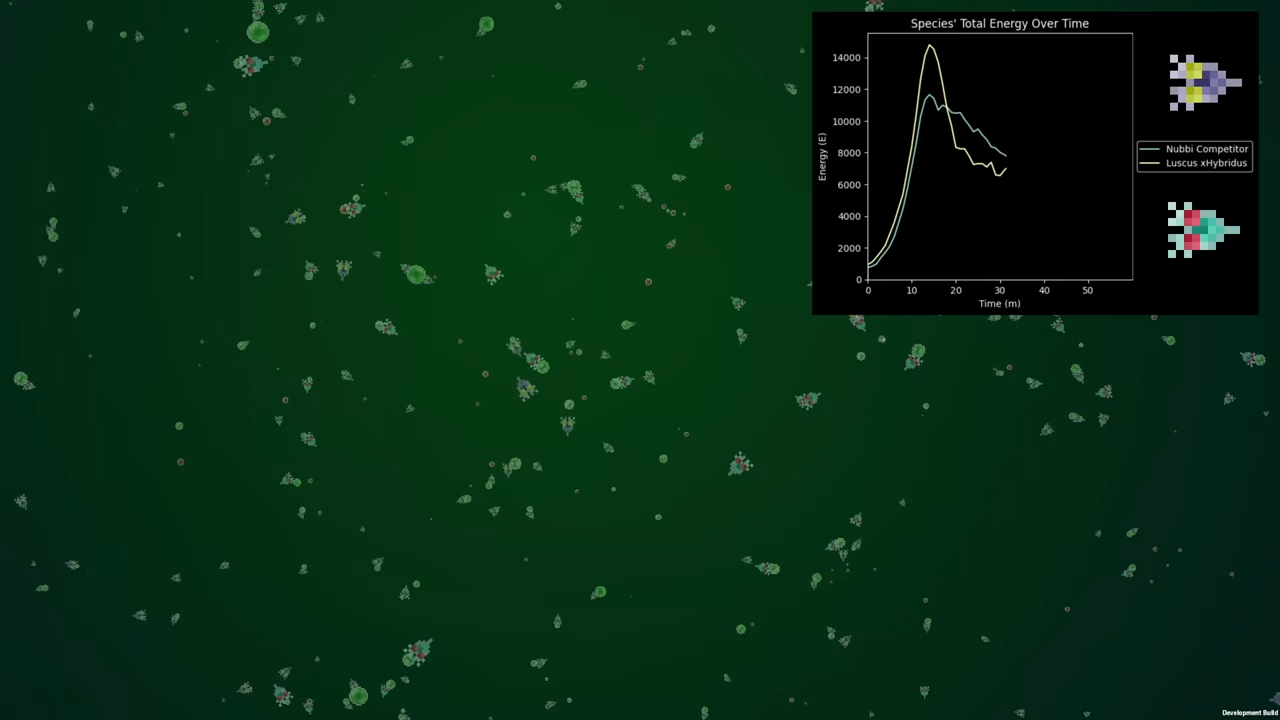 Species' Total Energy Over Time
14000
12000
10000
8000
6000
4000
2000
0
Energy (E)
0 10 20 30 40 50
Time (m)
Nubbi Competitor
Luscus xHybridus
Development Build